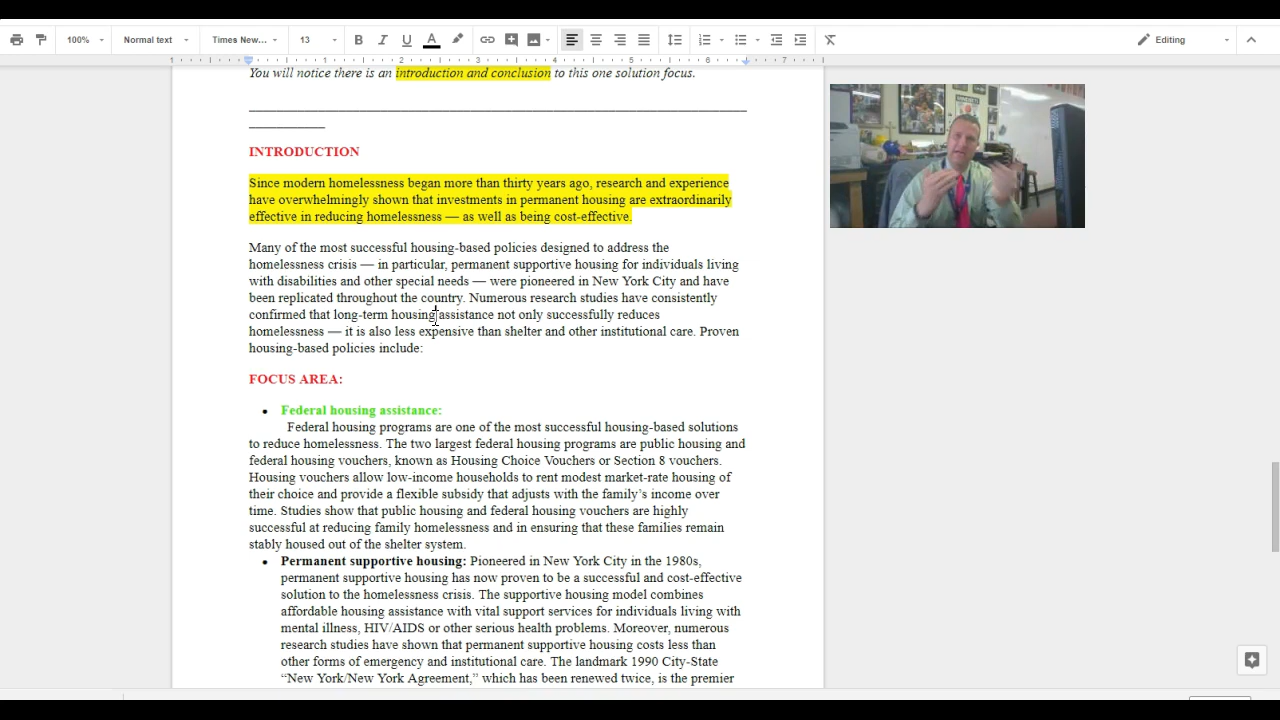 100%
Normal text
Times New...
13
Editing
1
1
2
3
4
5
6
7
You will notice there is an introduction and conclusion to this one solution focus.
INTRODUCTION
Since modern homelessness began more than thirty years ago, research and experience
have overwhelmingly shown that investments in permanent housing are extraordinarily
effective in reducing homelessness — as well as being cost-effective.
Many of the most successful housing-based policies designed to address the
homelessness crisis — in particular, permanent supportive housing for individuals living
with disabilities and other special needs — were pioneered in New York City and have
been replicated throughout the country. Numerous research studies have consistently
confirmed that long-term housing assistance not only successfully reduces
homelessness — it is also less expensive than shelter and other institutional care. Proven
housing-based policies include:
FOCUS AREA:
• Federal housing assistance:
Federal housing programs are one of the most successful housing-based solutions
to reduce homelessness. The two largest federal housing programs are public housing and
federal housing vouchers, known as Housing Choice Vouchers or Section 8 vouchers.
Housing vouchers allow low-income households to rent modest market-rate housing of
their choice and provide a flexible subsidy that adjusts with the family’s income over
time. Studies show that public housing and federal housing vouchers are highly
successful at reducing family homelessness and in ensuring that these families remain
stably housed out of the shelter system.
• Permanent supportive housing: Pioneered in New York City in the 1980s,
permanent supportive housing has now proven to be a successful and cost-effective
solution to the homelessness crisis. The supportive housing model combines
affordable housing assistance with vital support services for individuals living with
mental illness, HIV/AIDS or other serious health problems. Moreover, numerous
research studies have shown that permanent supportive housing costs less than
other forms of emergency and institutional care. The landmark 1990 City-State
“New York/New York Agreement,” which has been renewed twice, is the premier